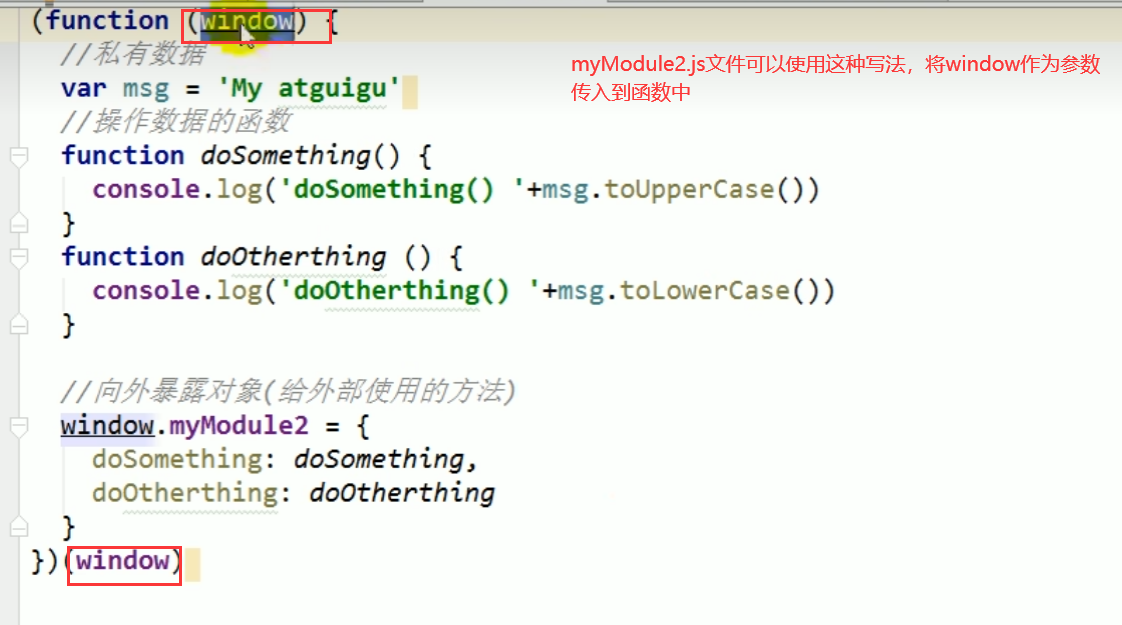 (function (window) {
//私有数据
var msg = 'My atguigu'
//操作数据的函数
function doSomething() {
console.log('doSomething() '+msg.toUpperCase())
}
function doOtherthing () {
console.log('doOtherthing() '+msg.toLowerCase())
}
//向外暴露对象(给外部使用的方法)
window.myModule2 = {
doSomething: doSomething,
doOtherthing: doOtherthing
}
})(window)
myModule2.js文件可以使用这种写法，将window作为参数
传入到函数中